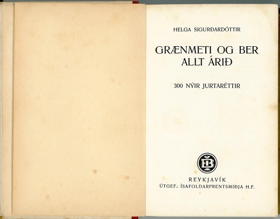 HELGA SIGURÐARDÓTTIR
GRÆNMETI OG BER
ALLT ÁRIÐ
300 NÝIR JURTARÉTTIR
REYKJAVÍK
ÚTGEF.: ÍSAFOLDARPRENTSMIÐJA H.F.